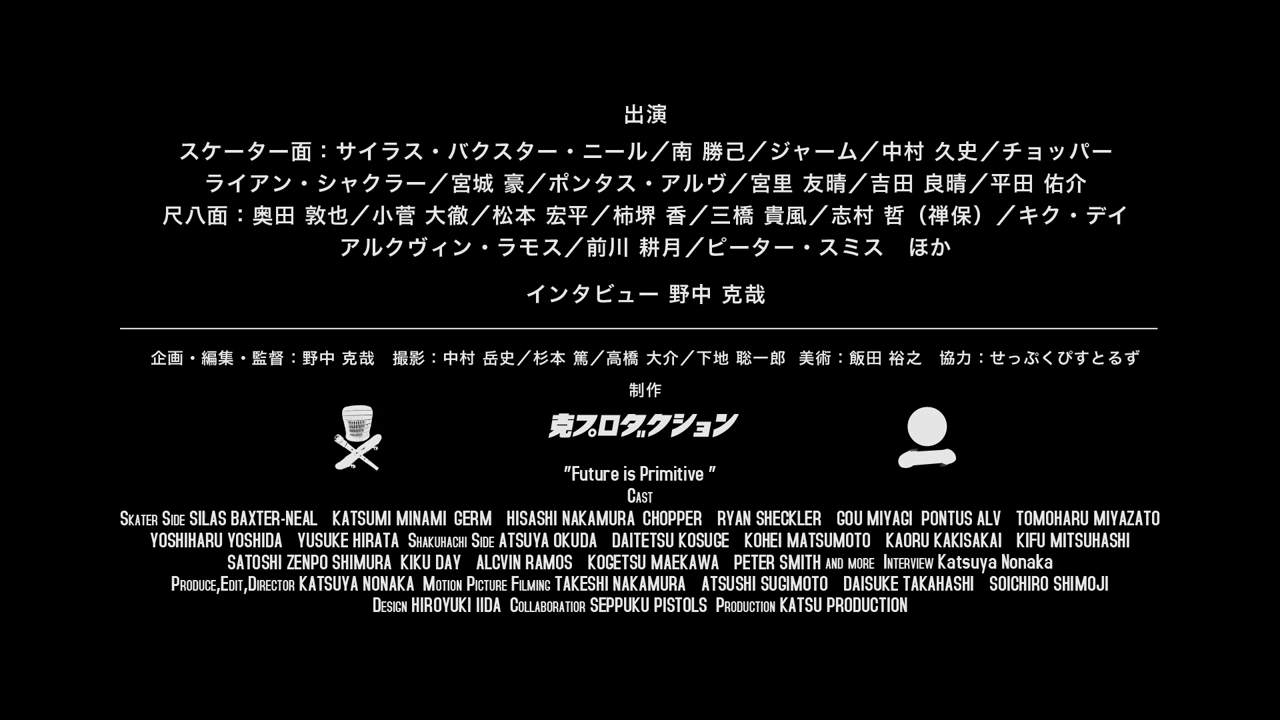 出演
スケーター面：サイラス・バクスター・ニール／南 勝己／ジャーム／中村 久史／チョッパー
ライアン・シャクラー／宮城 豪／ポンタス・アルヴ／宮里 友晴／吉田 良晴／平田 佑介
尺八面：奥田 敦也／小菅 大徹／松本 宏平／柿堺 香／三橋 貴風／志村 哲（禅保）／キク・デイ
アルクヴィン・ラモス／前川 耕月／ピーター・スミス　ほか
インタビュー 野中 克哉
企画・編集・監督：野中 克哉　撮影：中村 岳史／杉本 篤／高橋 大介／下地 聡一郎　美術：飯田 裕之　協力：せっぷくぴすとるず
制作
克プロダクション
"Future is Primitive "
Cast
Skater Side SILAS BAXTER-NEAL KATSUMI MINAMI GERM HISASHI NAKAMURA CHOPPER RYAN SHECKLER GOU MIYAGI PONTUS ALV TOMOHARU MIYAZATO
YOSHIHARU YOSHIDA YUSUKE HIRATA Shakuhachi Side ATSUYA OKUDA DAITETSU KOSUGE KOHEI MATSUMOTO KAORU KAKISAKAI KIFU MITSUHASHI
SATOSHI ZENPO SHIMURA KIKU DAY ALCVIN RAMOS KOGETSU MAEKAWA PETER SMITH and more Interview Katsuya Nonaka
Produce,Edit,Director KATSUYA NONAKA Motion Picture Filming TAKESHI NAKAMURA ATSUSHI SUGIMOTO DAISUKE TAKAHASHI SOICHIRO SHIMOJI
Design HIROYUKI IIDA Collaboratior SEPPUKU PISTOLS Production KATSU PRODUCTION